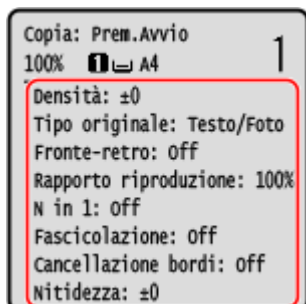 Copia: Prem.Avvio
100% 1 A4 1
Densità: ±0
Tipo originale: Testo/Foto
Fronte-retro: Off
Rapporto riproduzione: 100%
N in 1: Off
Fascicolazione: Off
Cancellazione bordi: Off
Nitidezza: ±0